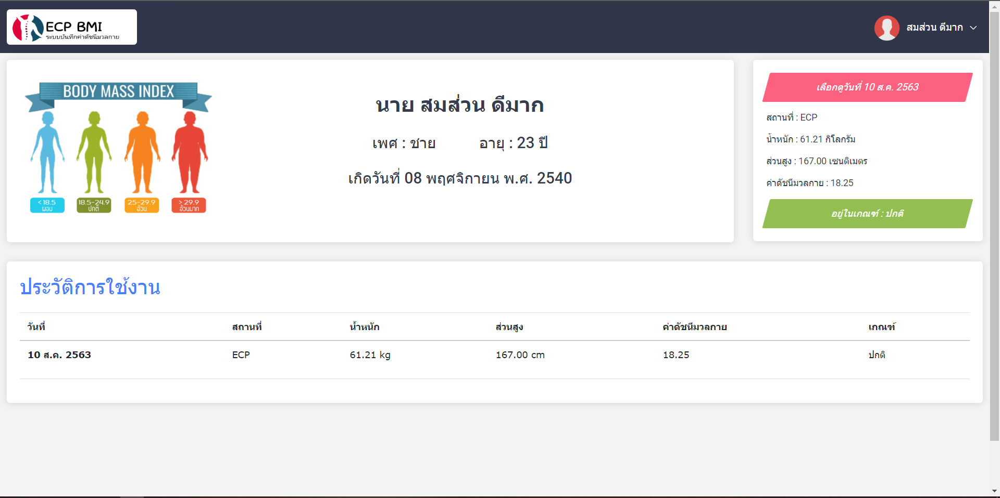 ECP BMI
ระบบบันทึกค่าดัชนีมวลกาย
สมส่วน ดีมาก
BODY MASS INDEX
<18.5
ผอม
18.5-24.9
ปกติ
25-29.9
อ้วน
>29.9
อ้วนมาก
นาย สมส่วน ดีมาก
เพศ : ชาย อายุ : 23 ปี
เกิดวันที่ 08 พฤศจิกายน พ.ศ. 2540
เลือกดูวันที่ 10 ส.ค. 2563
สถานที่ : ECP
น้ำหนัก : 61.21 กิโลกรัม
ส่วนสูง : 167.00 เซนติเมตร
ค่าดัชนีมวลกาย : 18.25
อยู่ในเกณฑ์ : ปกติ
ประวัติการใช้งาน
วันที่ สถานที่ น้ำหนัก ส่วนสูง ค่าดัชนีมวลกาย เกณฑ์
10 ส.ค. 2563 ECP 61.21 kg 167.00 cm 18.25 ปกติ